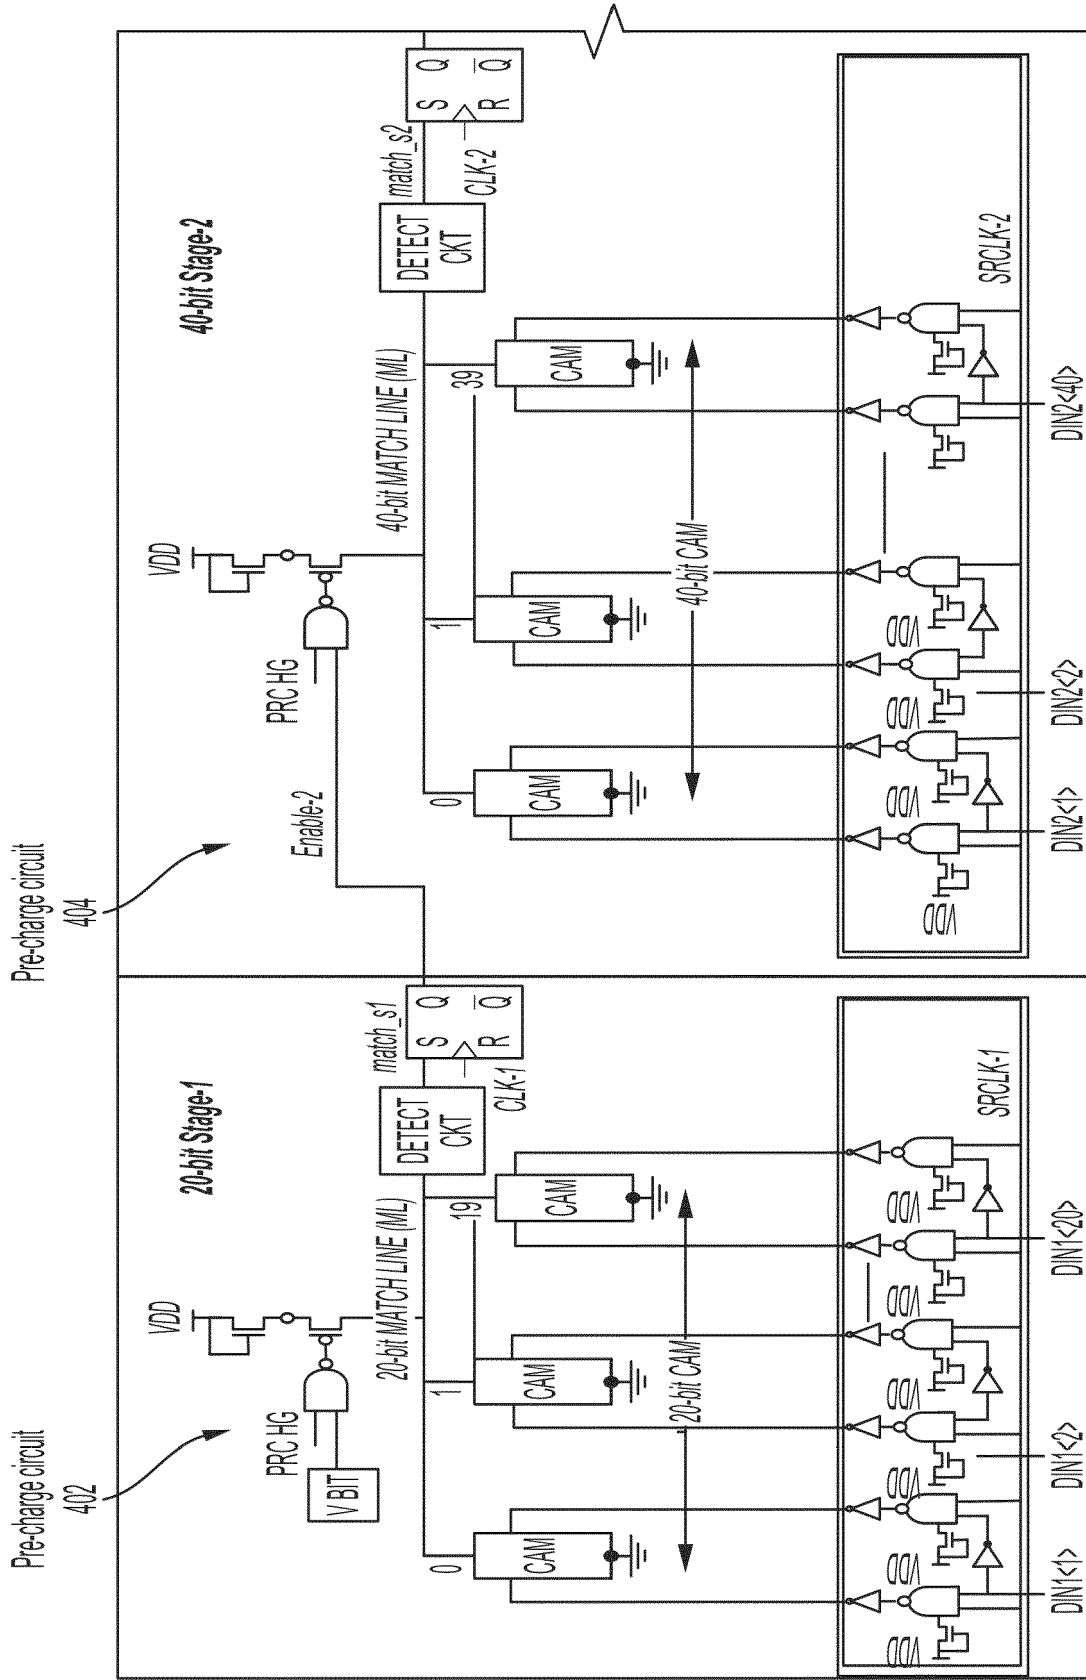 Pre-charge circuit
402
20-bit Stage-1
VDD
PRC HG
V BIT
20-bit MATCH LINE (ML)
DETECT
CKT
match_s1
S
Q
R
Q
CLK-1
0
1
19
CAM
CAM
CAM
20-bit CAM
VDD
VDD
VDD
VDD
VDD
VDD
SRCLK-1
DIN1<1>
DIN1<2>
DIN1<20>
Pre-charge circuit
404
40-bit Stage-2
VDD
PRC HG
Enable-2
40-bit MATCH LINE (ML)
DETECT
CKT
match_s2
S
Q
R
Q
CLK-2
0
1
39
CAM
CAM
CAM
40-bit CAM
VDD
VDD
VDD
VDD
SRCLK-2
DIN2<1>
DIN2<2>
DIN2<40>